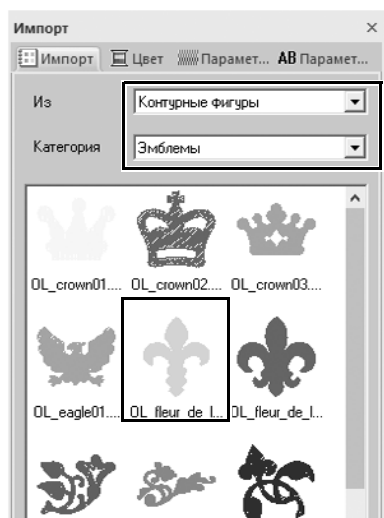 Импорт
Импорт Цвет Парамет... AB Парамет...
Из Контурные фигуры
Категория Эмблемы
OL_crown01.... OL_crown02.... OL_crown03....
OL_eagle01.... OL_fleur_de_l... OL_fleur_de_l...